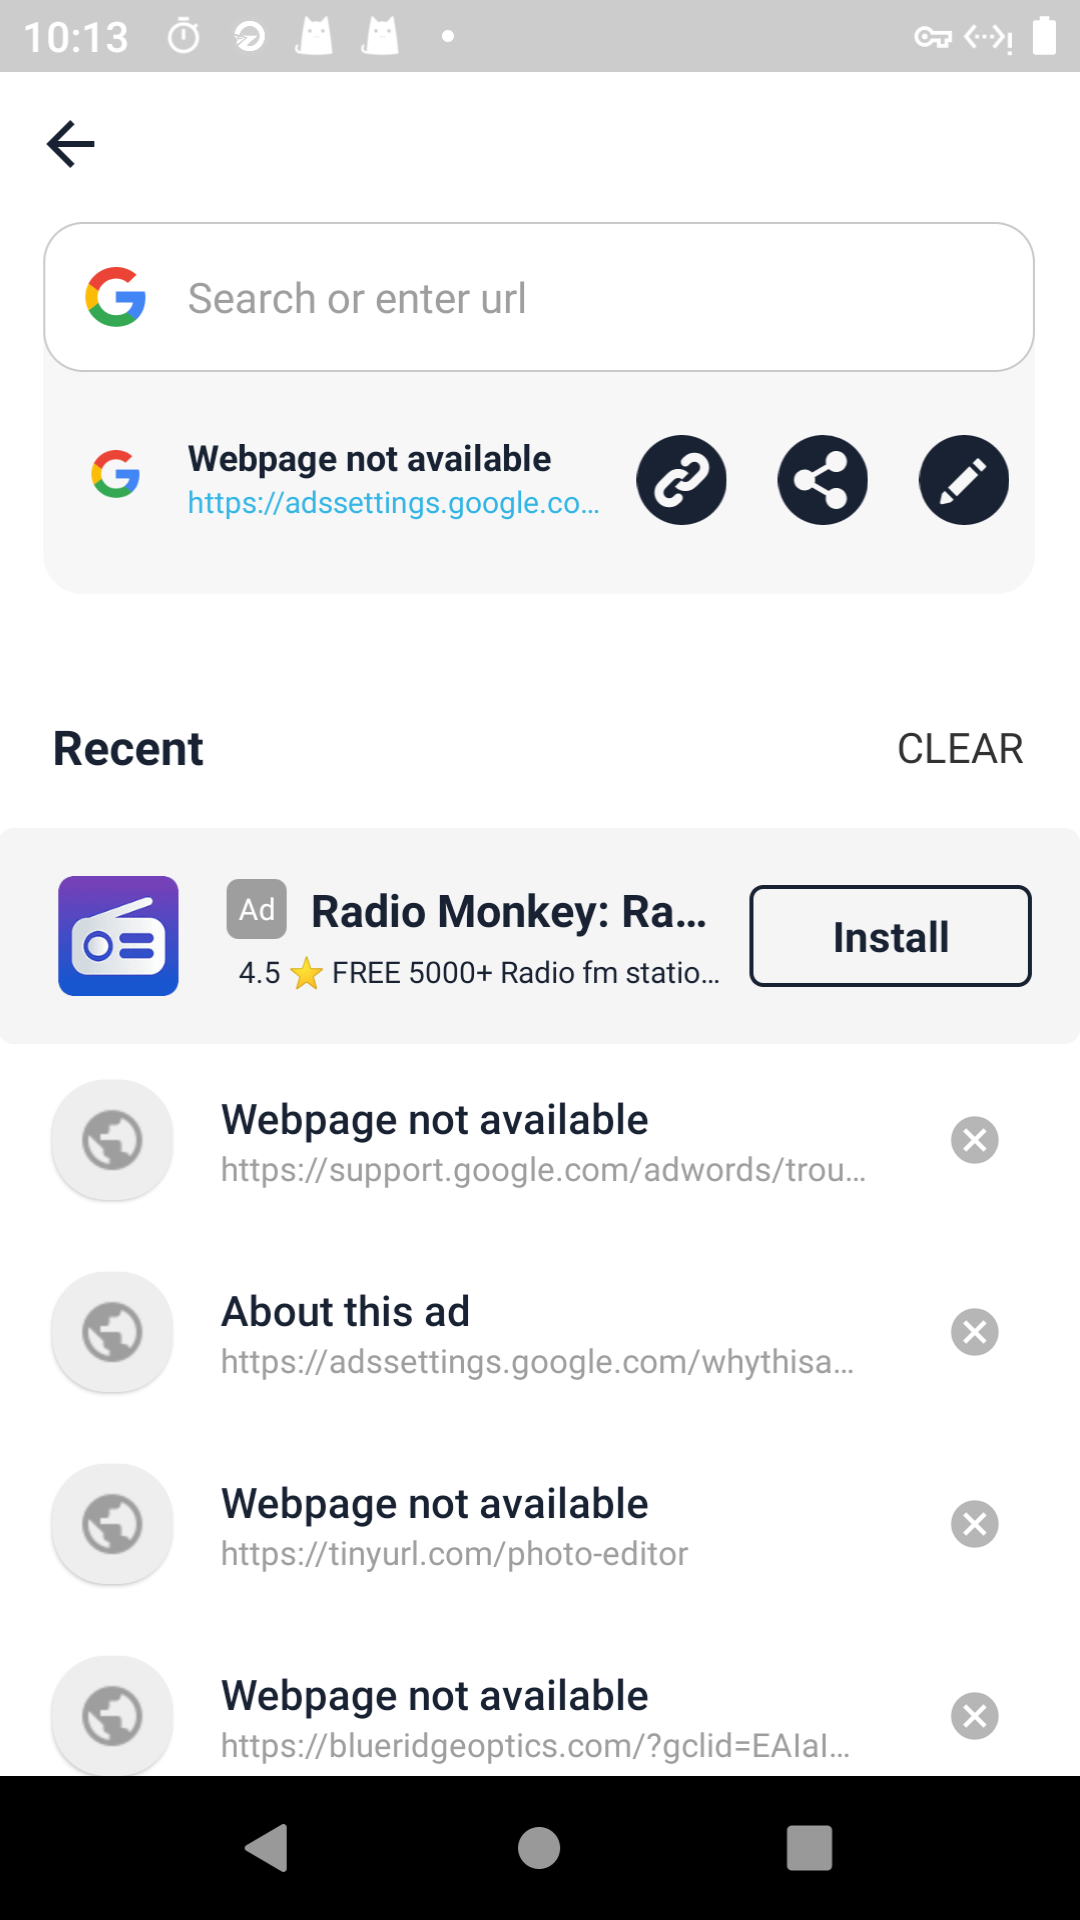 10:13
Search or enter url
Webpage not available
https://adssettings.google.co...
Recent
CLEAR
Ad Radio Monkey: Ra...
Install
4.5 ⭐ FREE 5000+ Radio fm statio...
Webpage not available
https://support.google.com/adwords/trou...
About this ad
https://adssettings.google.com/whythisa...
Webpage not available
https://tinyurl.com/photo-editor
Webpage not available
https://blueridgeoptics.com/?gclid=EAIaI...